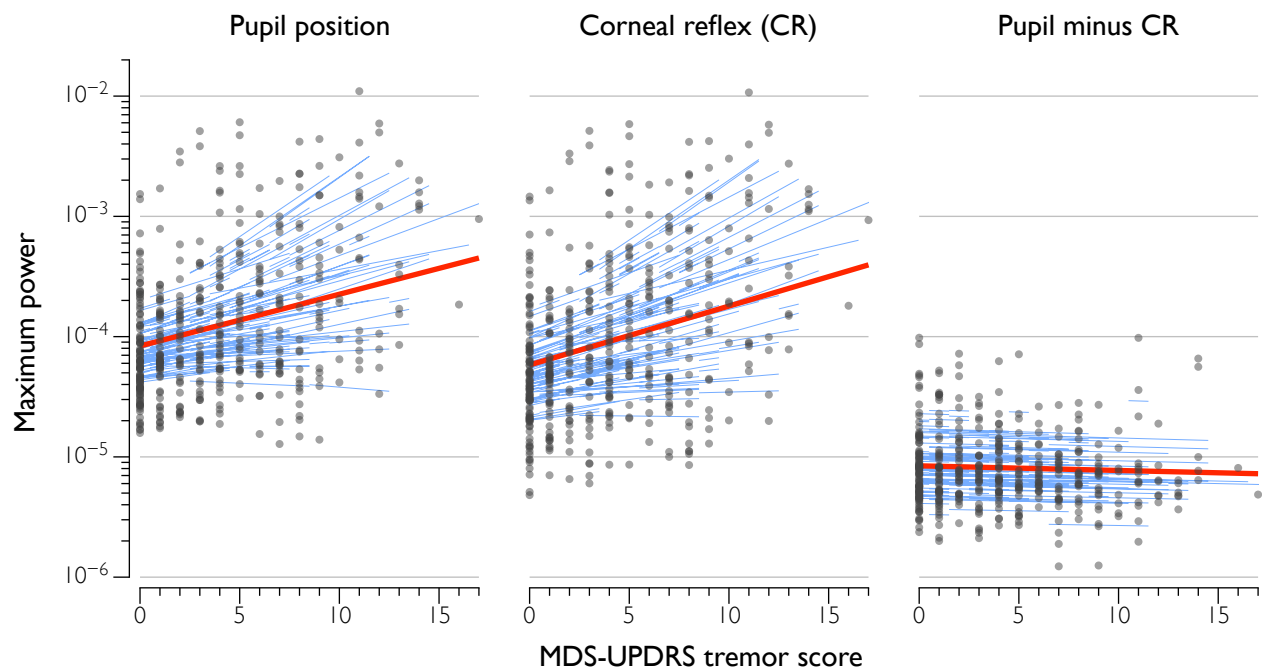 Pupil position Corneal reflex (CR) Pupil minus CR
10⁻²
10⁻³
10⁻⁴
10⁻⁵
10⁻⁶
Maximum power
0 5 10 15 0 5 10 15 0 5 10 15
MDS-UPDRS tremor score